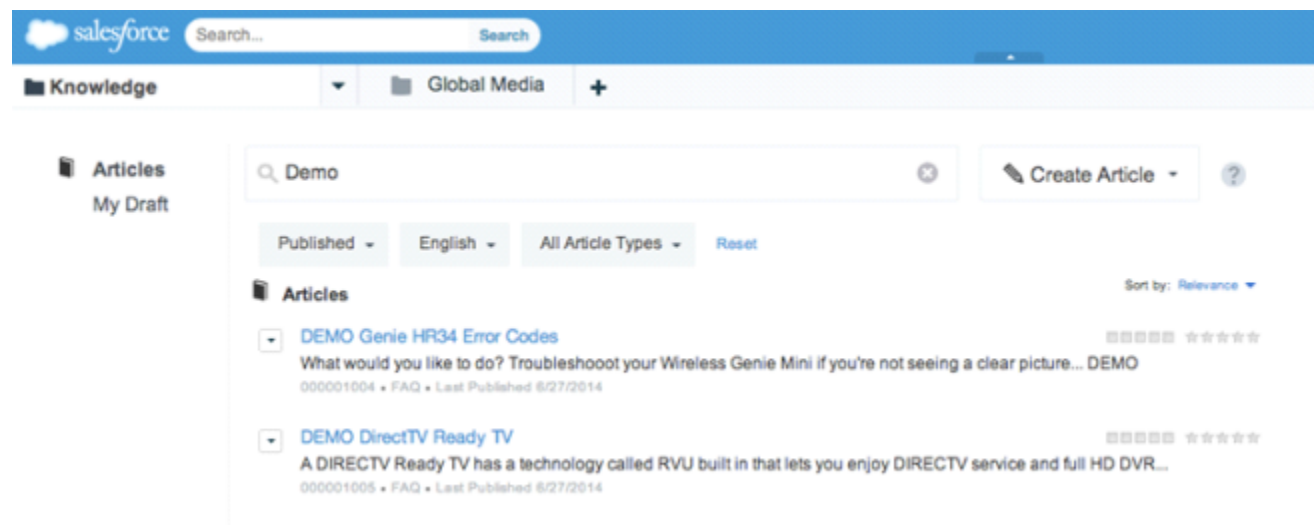 salesforce Search... Search
Knowledge Global Media +
Articles
My Draft
Demo
Create Article ?
Published English All Article Types Reset
Articles
Sort by: Relevance
DEMO Genie HR34 Error Codes
What would you like to do? Troubleshooot your Wireless Genie Mini if you're not seeing a clear picture... DEMO
000001004 • FAQ • Last Published 6/27/2014
DEMO DirectTV Ready TV
A DIRECTV Ready TV has a technology called RVU built in that lets you enjoy DIRECTV service and full HD DVR...
000001005 • FAQ • Last Published 6/27/2014